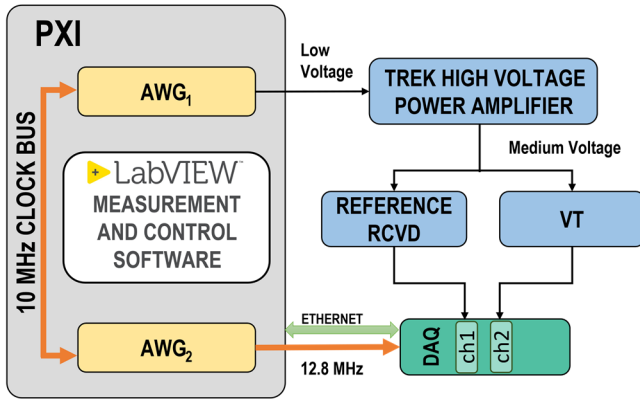 PXI
10 MHz CLOCK BUS
AWG₁
LabVIEW™
MEASUREMENT
AND CONTROL
SOFTWARE
AWG₂
Low
Voltage
TREK HIGH VOLTAGE
POWER AMPLIFIER
Medium Voltage
REFERENCE
RCVD
VT
ETHERNET
12.8 MHz
DAQ
ch1
ch2